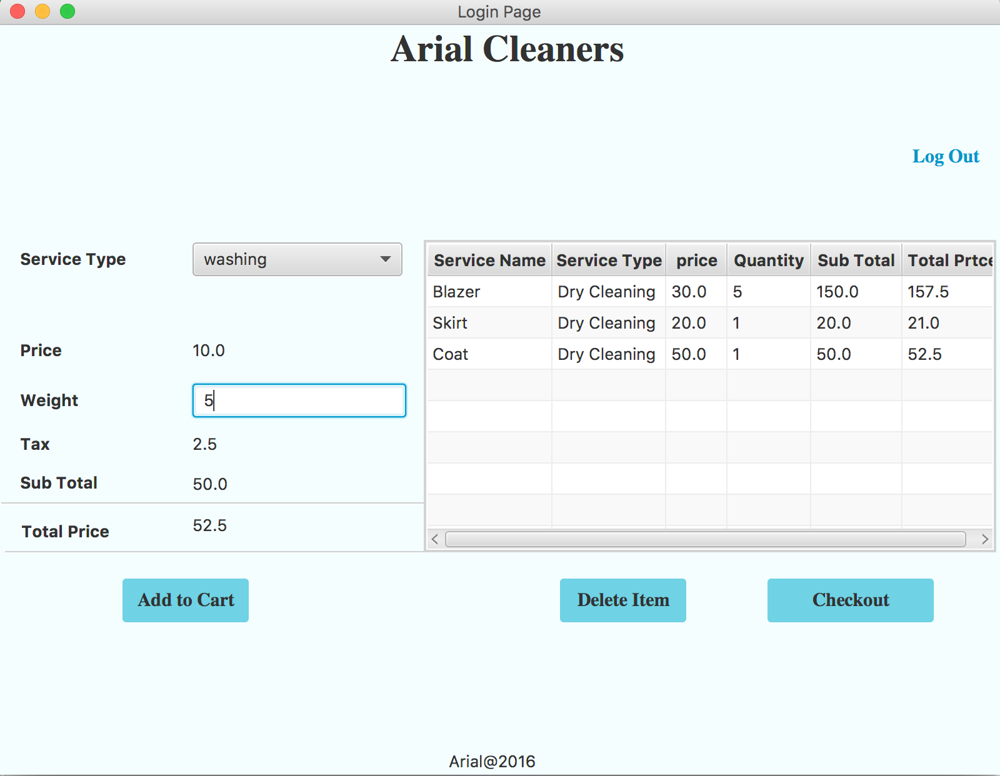 Login Page
Arial Cleaners
Log Out
Service Type washing
Price 10.0
Weight 5
Tax 2.5
Sub Total 50.0
Total Price 52.5
Service Name Service Type price Quantity Sub Total Total Prtce
Blazer Dry Cleaning 30.0 5 150.0 157.5
Skirt Dry Cleaning 20.0 1 20.0 21.0
Coat Dry Cleaning 50.0 1 50.0 52.5
Add to Cart Delete Item Checkout
Arial@2016